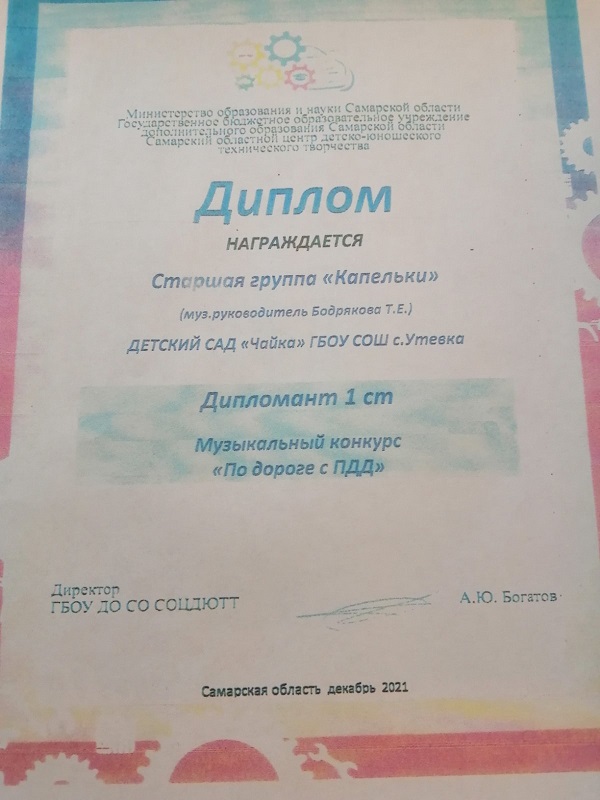 Министерство образования и науки Самарской области
Государственное бюджетное образовательное учреждение
дополнительного образования Самарской области
Самарский областной центр детско-юношеского
технического творчества
Диплом
НАГРАЖДАЕТСЯ
Старшая группа «Капельки»
(муз.руководитель Бодрякова Т.Е.)
ДЕТСКИЙ САД «Чайка» ГБОУ СОШ с.Утевка
Дипломант 1 ст
Музыкальный конкурс
«По дороге с ПДД»
Директор
ГБОУ ДО СО СОЦДЮТТ
А.Ю. Богатов
Самарская область декабрь 2021